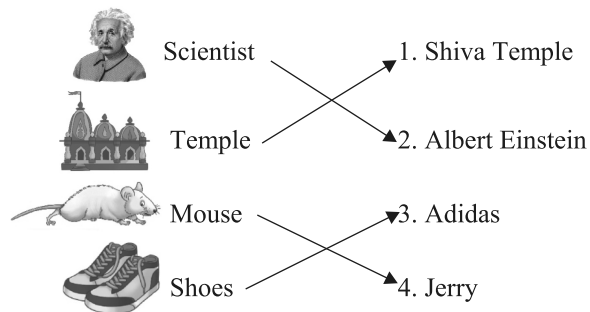 Scientist 1. Shiva Temple
Temple 2. Albert Einstein
Mouse 3. Adidas
Shoes 4. Jerry